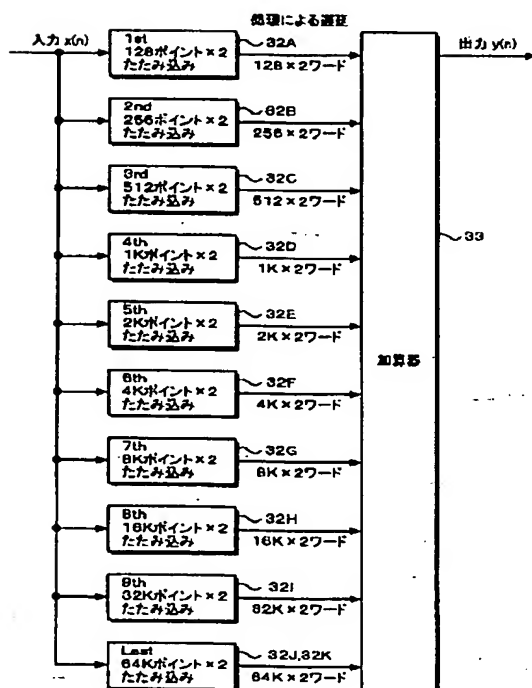 処理による遅延
入力 x(n)
出力 y(n)
1st
128ポイント×2
たたみ込み
32A
128×2ワード
2nd
256ポイント×2
たたみ込み
32B
256×2ワード
3rd
512ポイント×2
たたみ込み
32C
512×2ワード
33
4th
1Kポイント×2
たたみ込み
32D
1K×2ワード
5th
2Kポイント×2
たたみ込み
32E
2K×2ワード
加算器
6th
4Kポイント×2
たたみ込み
32F
4K×2ワード
7th
8Kポイント×2
たたみ込み
32G
8K×2ワード
8th
16Kポイント×2
たたみ込み
32H
16K×2ワード
9th
32Kポイント×2
たたみ込み
32I
32K×2ワード
Last
64Kポイント×2
たたみ込み
32J,32K
64K×2ワード